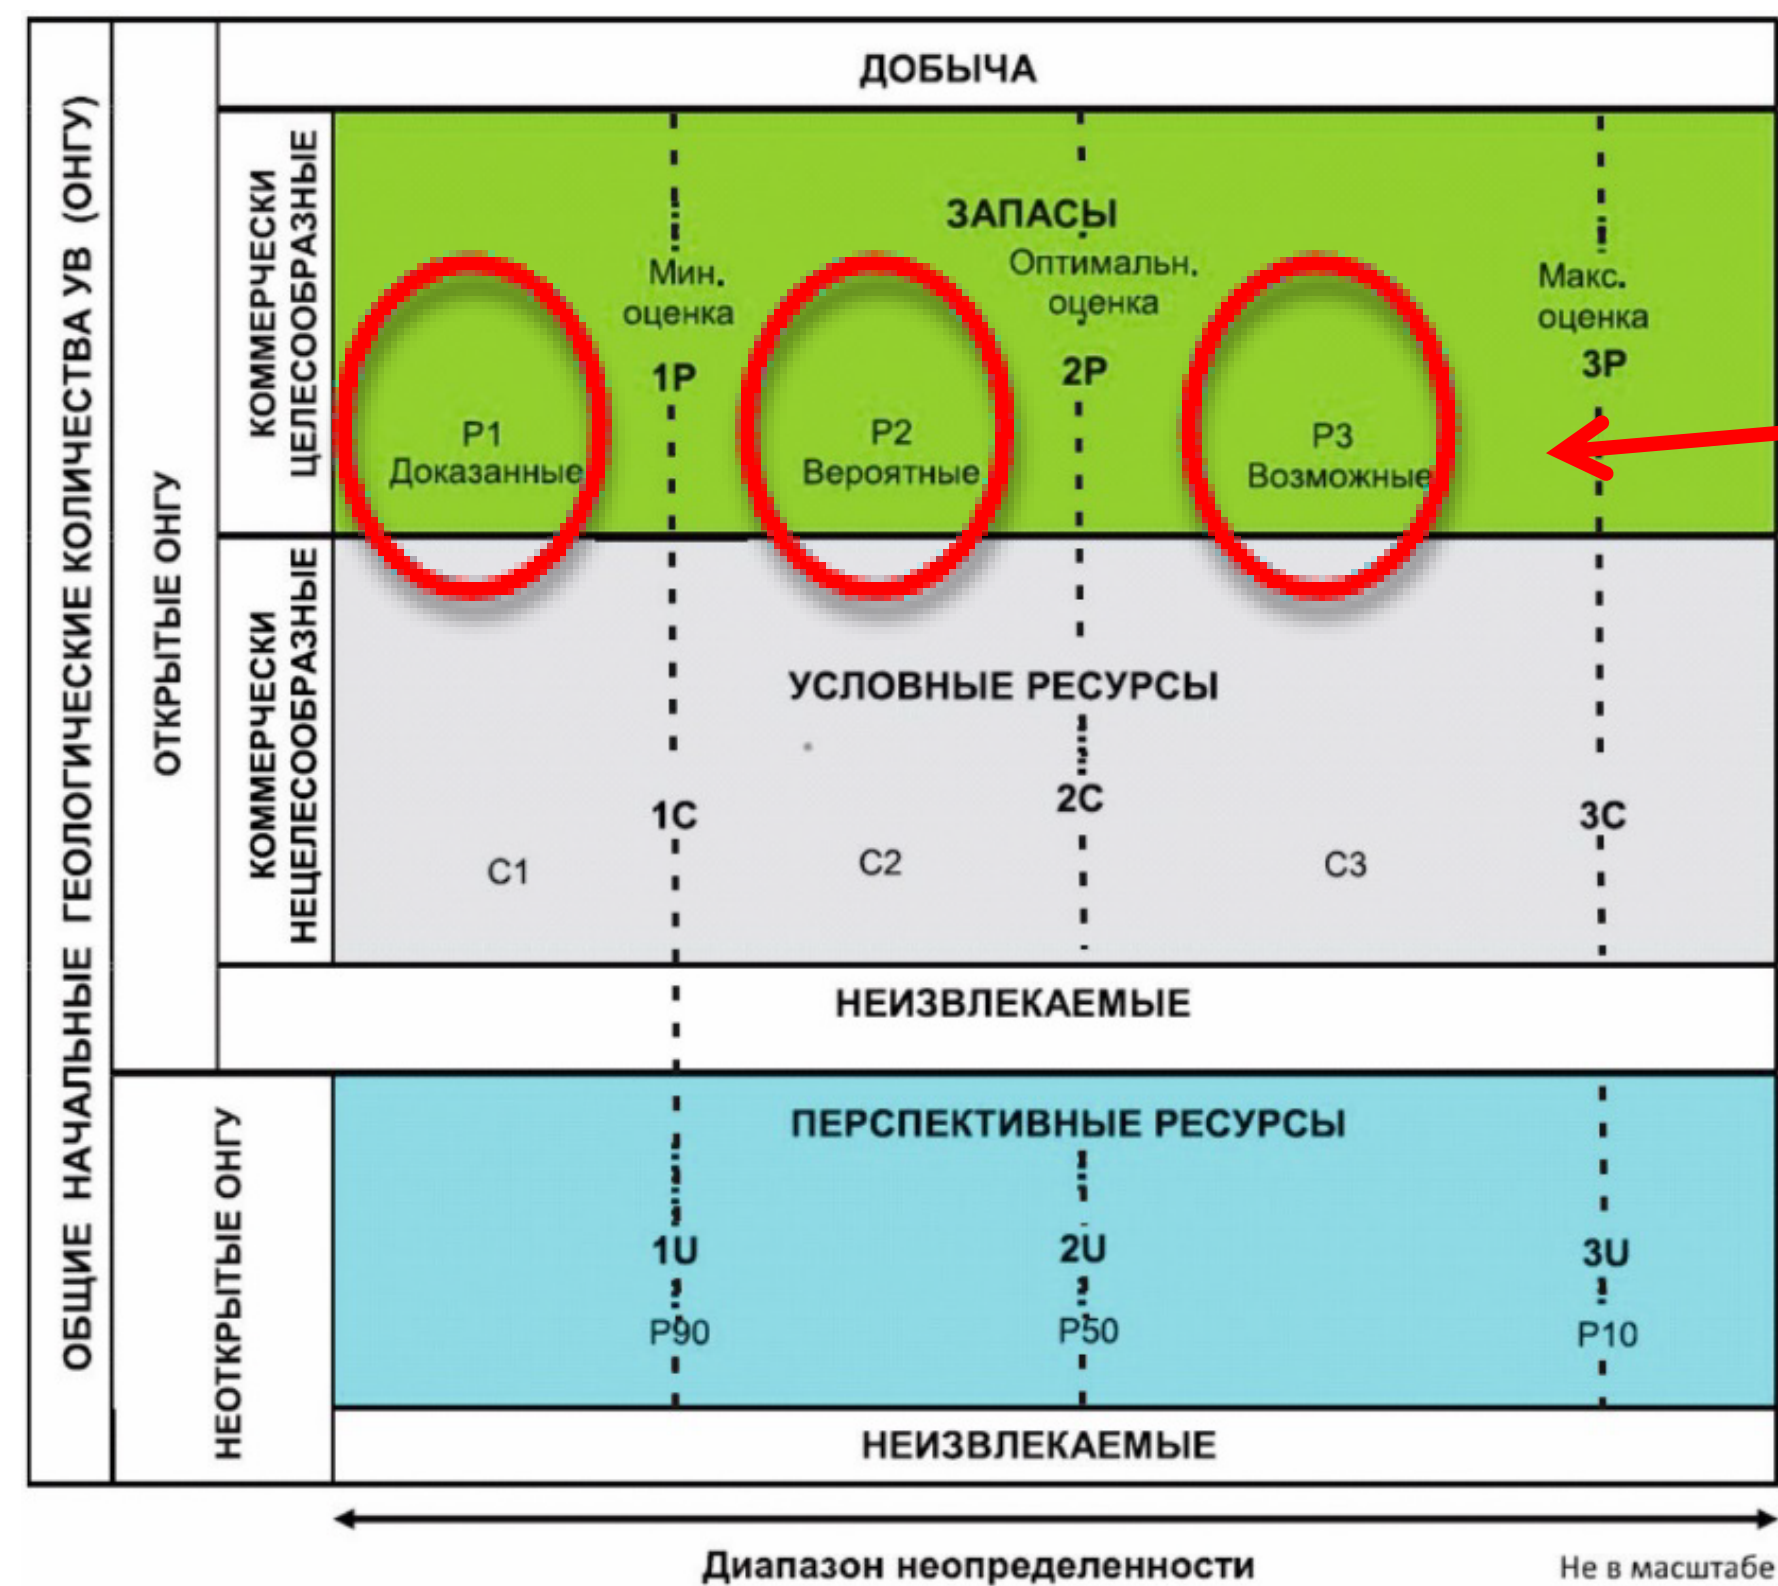 ОБЩИЕ НАЧАЛЬНЫЕ ГЕОЛОГИЧЕСКИЕ КОЛИЧЕСТВА УВ (ОНГУ)
ОТКРЫТЫЕ ОНГУ
ДОБЫЧА
КОММЕРЧЕСКИ
ЦЕЛЕСООБРАЗНЫЕ
ЗАПАСЫ
Мин.
оценка
1P
Оптимальн.
оценка
2P
Макс.
оценка
3P
P1
Доказанные
P2
Вероятные
P3
Возможные
КОММЕРЧЕСКИ
НЕЦЕЛЕСООБРАЗНЫЕ
УСЛОВНЫЕ РЕСУРСЫ
1C
2C
3C
C1
C2
C3
НЕИЗВЛЕКАЕМЫЕ
НЕОТКРЫТЫЕ ОНГУ
ПЕРСПЕКТИВНЫЕ РЕСУРСЫ
1U
2U
3U
P90
P50
P10
НЕИЗВЛЕКАЕМЫЕ
Диапазон неопределенности
Не в масштабе